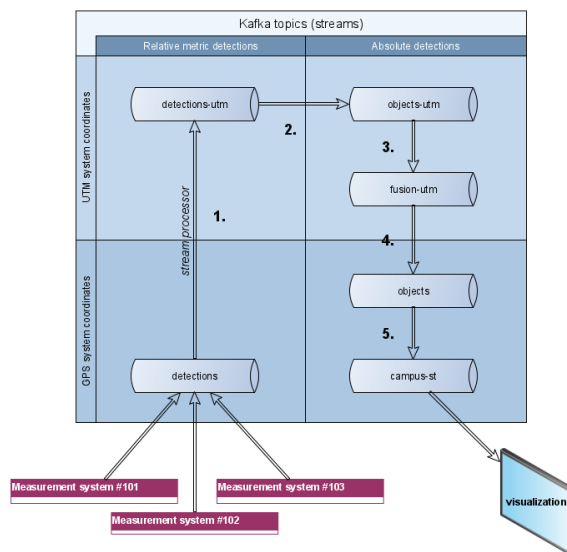 Kafka topics (streams)
Relative metric detections
Absolute detections
UTM system coordinates
detections-utm
2.
objects-utm
3.
fusion-utm
stream processor
1.
4.
GPS system coordinates
objects
5.
detections
campus-st
Measurement system #101
Measurement system #103
Measurement system #102
visualization